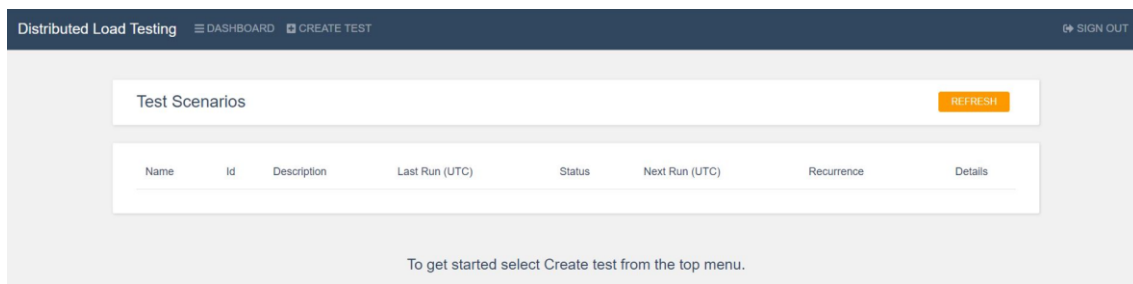 Distributed Load Testing DASHBOARD CREATE TEST SIGN OUT
Test Scenarios REFRESH
Name Id Description Last Run (UTC) Status Next Run (UTC) Recurrence Details
To get started select Create test from the top menu.